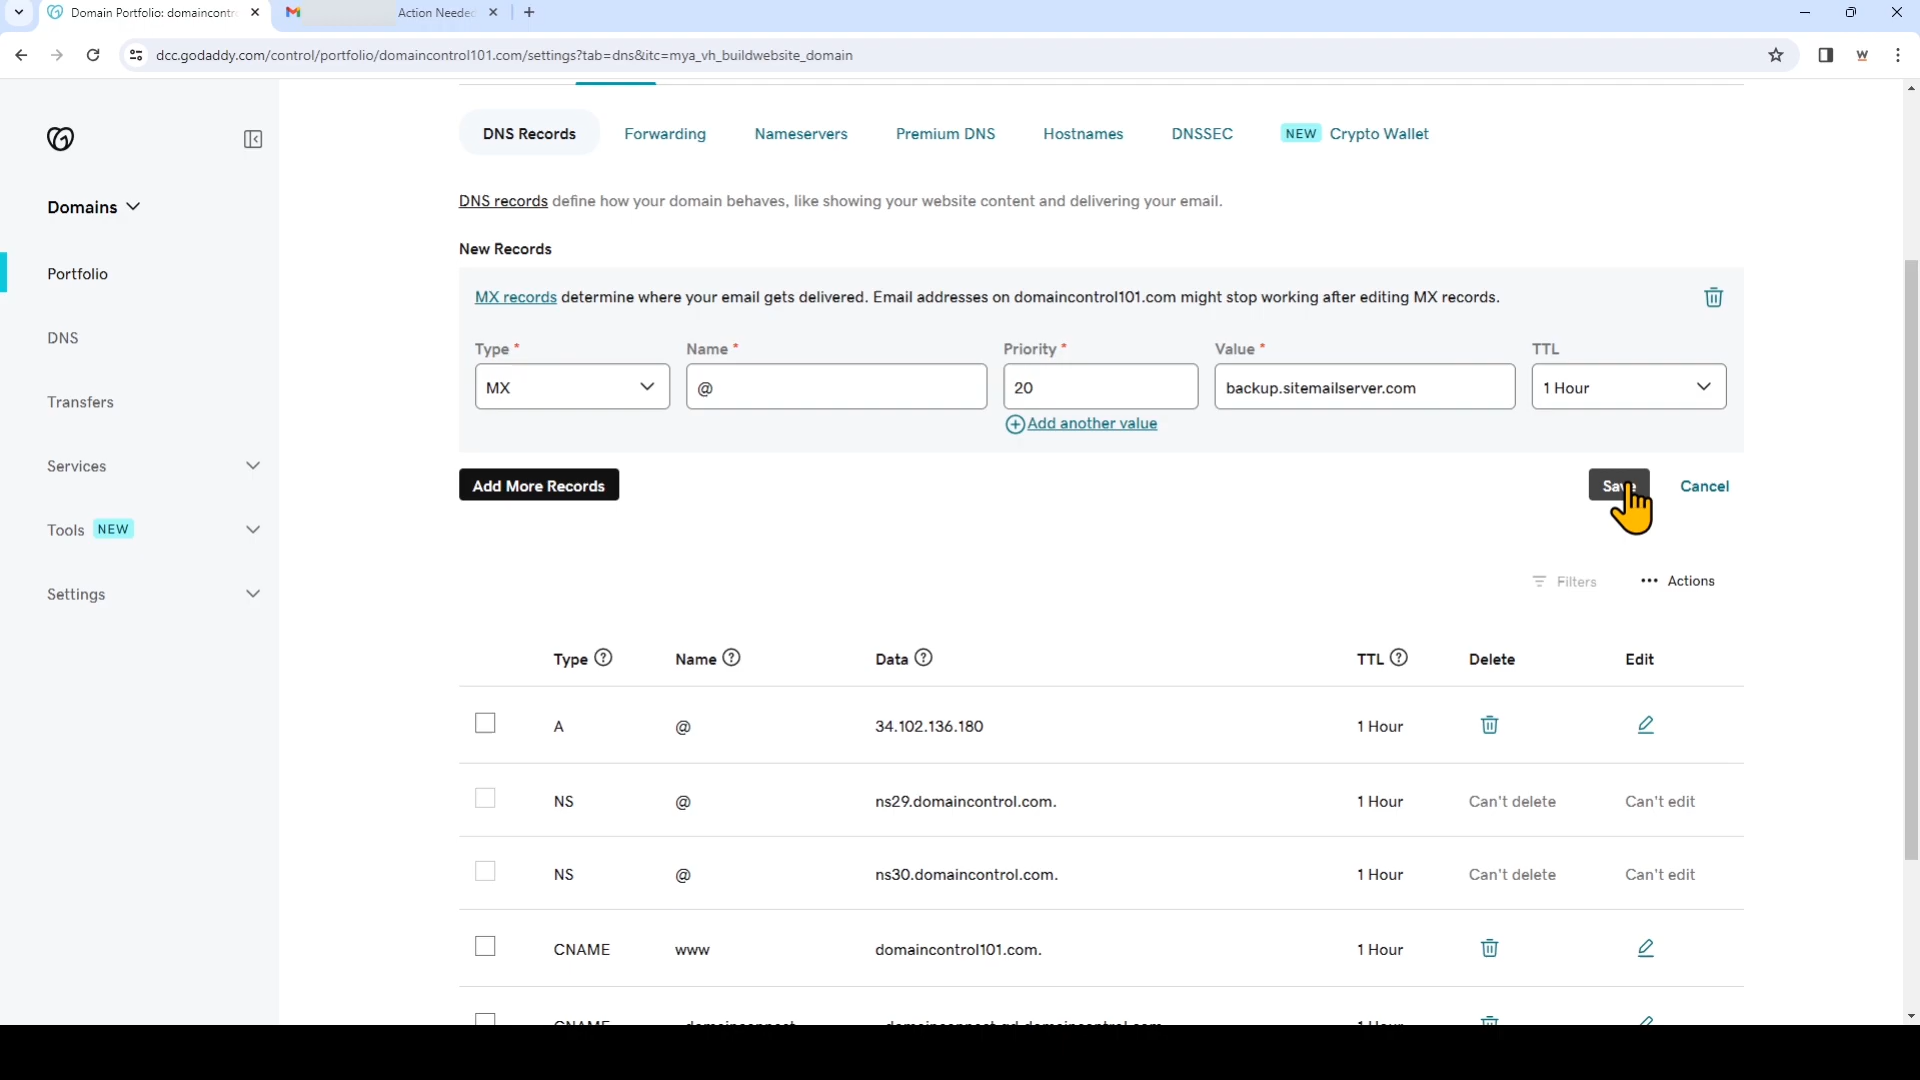 Domain Portfolio: domaincontr
Action Needed
dcc.godaddy.com/control/portfolio/domaincontrol101.com/settings?tab=dns&itc=mya_vh_buildwebsite_domain
W
Domains
Portfolio
DNS
Transfers
Services
Tools NEW
Settings
DNS Records Forwarding Nameservers Premium DNS Hostnames DNSSEC NEW Crypto Wallet
DNS records define how your domain behaves, like showing your website content and delivering your email.
New Records
MX records determine where your email gets delivered. Email addresses on domaincontrol101.com might stop working after editing MX records.
Type * Name * Priority * Value * TTL
MX @ 20 backup.sitemailserver.com 1 Hour
Add another value
Add More Records Save Cancel
Filters ••• Actions
Type ? Name ? Data ? TTL ? Delete Edit
A @ 34.102.136.180 1 Hour
NS @ ns29.domaincontrol.com. 1 Hour Can't delete Can't edit
NS @ ns30.domaincontrol.com. 1 Hour Can't delete Can't edit
CNAME www domaincontrol101.com. 1 Hour
CNAME 1 Hour